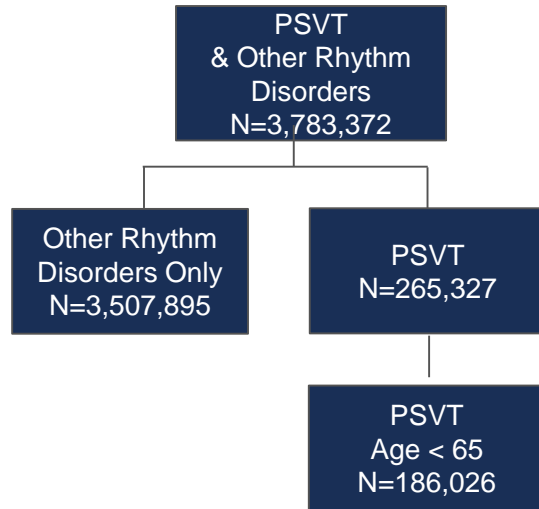 PSVT
& Other Rhythm
Disorders
N=3,783,372
Other Rhythm
Disorders Only
N=3,507,895
PSVT
N=265,327
PSVT
Age < 65
N=186,026